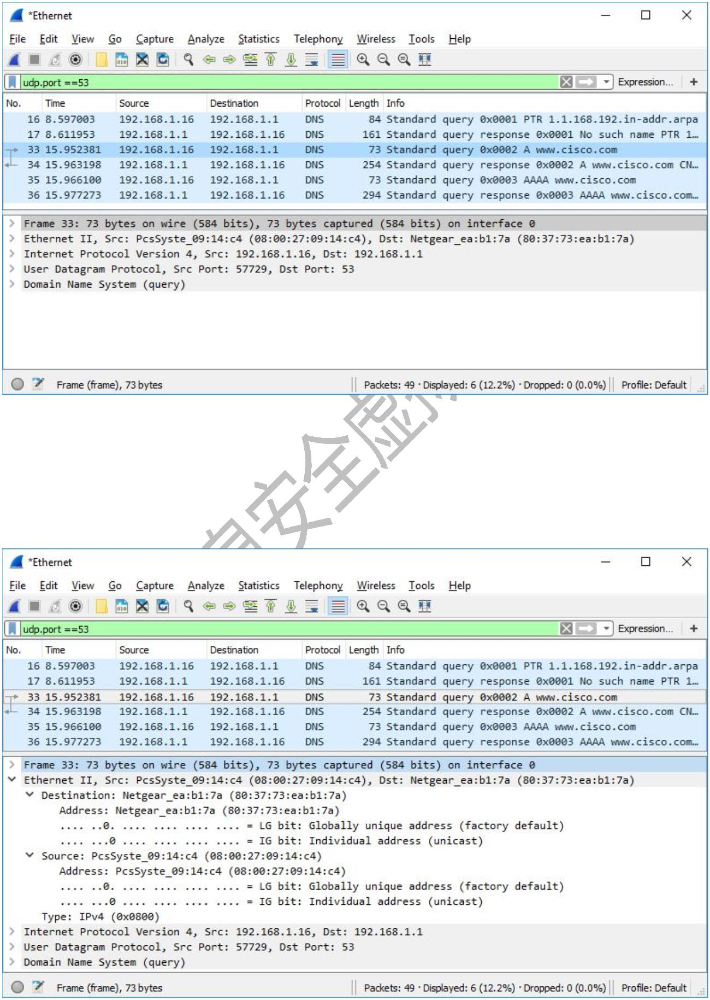 *Ethernet
File Edit View Go Capture Analyze Statistics Telephony Wireless Tools Help
udp.port ==53 Expression... +
No. Time Source Destination Protocol Length Info
16 8.597003 192.168.1.16 192.168.1.1 DNS 84 Standard query 0x0001 PTR 1.1.168.192.in-addr.arpa
17 8.611953 192.168.1.1 192.168.1.16 DNS 161 Standard query response 0x0001 No such name PTR 1…
33 15.952381 192.168.1.16 192.168.1.1 DNS 73 Standard query 0x0002 A www.cisco.com
34 15.963198 192.168.1.1 192.168.1.16 DNS 254 Standard query response 0x0002 A www.cisco.com CN…
35 15.966100 192.168.1.16 192.168.1.1 DNS 73 Standard query 0x0003 AAAA www.cisco.com
36 15.977273 192.168.1.1 192.168.1.16 DNS 294 Standard query response 0x0003 AAAA www.cisco.com…
Frame 33: 73 bytes on wire (584 bits), 73 bytes captured (584 bits) on interface 0
Ethernet II, Src: PcsSyste_09:14:c4 (08:00:27:09:14:c4), Dst: Netgear_ea:b1:7a (80:37:73:ea:b1:7a)
Internet Protocol Version 4, Src: 192.168.1.16, Dst: 192.168.1.1
User Datagram Protocol, Src Port: 57729, Dst Port: 53
Domain Name System (query)
Frame (frame), 73 bytes Packets: 49 · Displayed: 6 (12.2%) · Dropped: 0 (0.0%) Profile: Default
安全虚
*Ethernet
File Edit View Go Capture Analyze Statistics Telephony Wireless Tools Help
udp.port ==53 Expression... +
No. Time Source Destination Protocol Length Info
16 8.597003 192.168.1.16 192.168.1.1 DNS 84 Standard query 0x0001 PTR 1.1.168.192.in-addr.arpa
17 8.611953 192.168.1.1 192.168.1.16 DNS 161 Standard query response 0x0001 No such name PTR 1…
33 15.952381 192.168.1.16 192.168.1.1 DNS 73 Standard query 0x0002 A www.cisco.com
34 15.963198 192.168.1.1 192.168.1.16 DNS 254 Standard query response 0x0002 A www.cisco.com CN…
35 15.966100 192.168.1.16 192.168.1.1 DNS 73 Standard query 0x0003 AAAA www.cisco.com
36 15.977273 192.168.1.1 192.168.1.16 DNS 294 Standard query response 0x0003 AAAA www.cisco.com…
Frame 33: 73 bytes on wire (584 bits), 73 bytes captured (584 bits) on interface 0
Ethernet II, Src: PcsSyste_09:14:c4 (08:00:27:09:14:c4), Dst: Netgear_ea:b1:7a (80:37:73:ea:b1:7a)
Destination: Netgear_ea:b1:7a (80:37:73:ea:b1:7a)
Address: Netgear_ea:b1:7a (80:37:73:ea:b1:7a)
.... ..0. .... .... .... .... = LG bit: Globally unique address (factory default)
.... ...0 .... .... .... .... = IG bit: Individual address (unicast)
Source: PcsSyste_09:14:c4 (08:00:27:09:14:c4)
Address: PcsSyste_09:14:c4 (08:00:27:09:14:c4)
.... ..0. .... .... .... .... = LG bit: Globally unique address (factory default)
.... ...0 .... .... .... .... = IG bit: Individual address (unicast)
Type: IPv4 (0x0800)
Internet Protocol Version 4, Src: 192.168.1.16, Dst: 192.168.1.1
User Datagram Protocol, Src Port: 57729, Dst Port: 53
Domain Name System (query)
Frame (frame), 73 bytes Packets: 49 · Displayed: 6 (12.2%) · Dropped: 0 (0.0%) Profile: Default